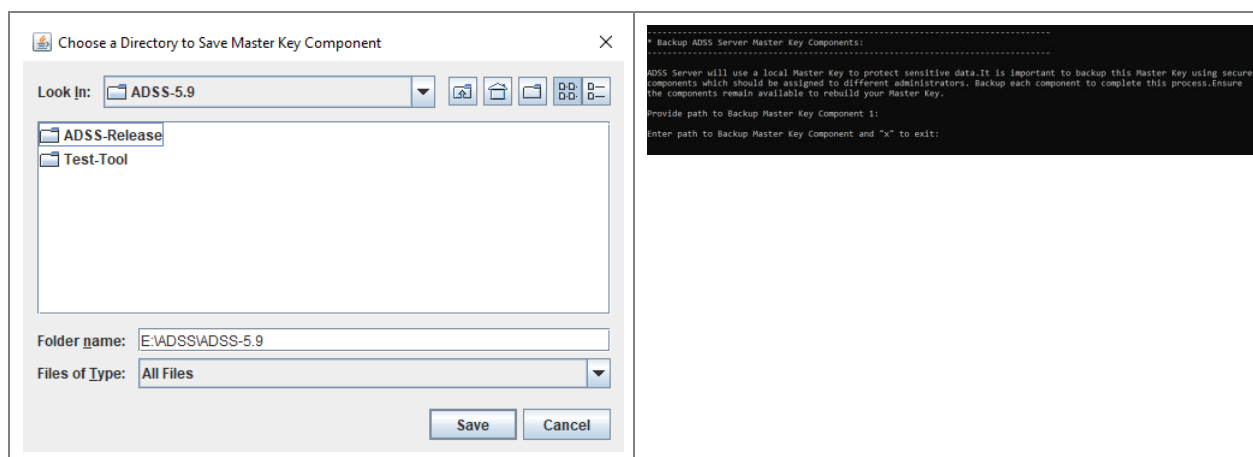 Choose a Directory to Save Master Key Component
Look In: ADSS-5.9
ADSS-Release
Test-Tool
Folder name: E:\ADSS\ADSS-5.9
Files of Type: All Files
Save Cancel
--------------------------------------------------------------------------------
* Backup ADSS Server Master Key Components:
--------------------------------------------------------------------------------
ADSS Server will use a local Master Key to protect sensitive data.It is important to backup this Master Key using secure
components which should be assigned to different administrators. Backup each component to complete this process.Ensure
the components remain available to rebuild your Master Key.
Provide path to Backup Master Key Component 1:
Enter path to Backup Master Key Component and "x" to exit: